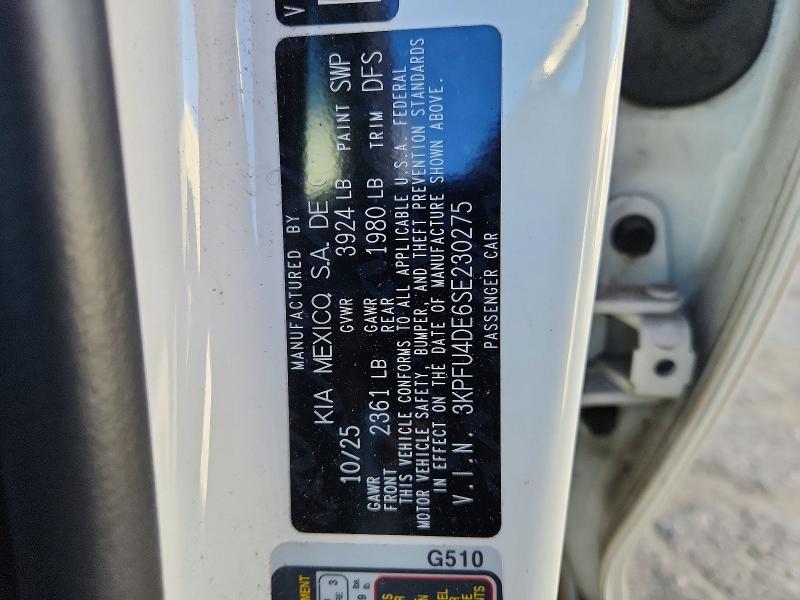 MANUFACTURED BY
KIA MEXICO, S.A. DE
10/25 GVWR 3924 LB PAINT SWP
GAWR FRONT 2361 LB GAWR REAR 1980 LB TRIM DFS
THIS VEHICLE CONFORMS TO ALL APPLICABLE U.S.A. FEDERAL
MOTOR VEHICLE SAFETY, BUMPER, AND THEFT PREVENTION STANDARDS
IN EFFECT ON THE DATE OF MANUFACTURE SHOWN ABOVE.
V.I.N. 3KPFU4DE6SE230275
PASSENGER CAR
G510